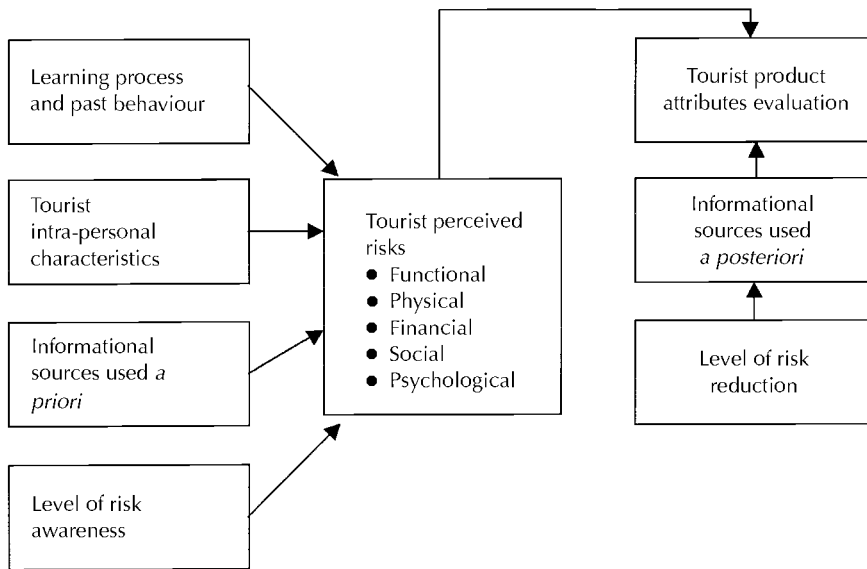 Learning process
and past behaviour
Tourist
intra-personal
characteristics
Informational
sources used a
priori
Level of risk
awareness
Tourist perceived
risks
● Functional
● Physical
● Financial
● Social
● Psychological
Tourist product
attributes evaluation
Informational
sources used
a posteriori
Level of risk
reduction